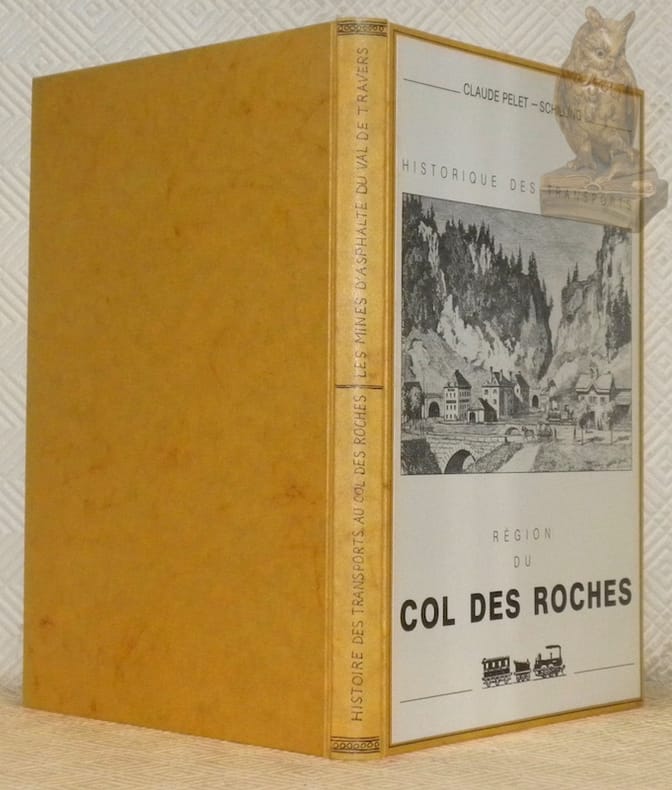 HISTOIRE DES TRANSPORTS AU COL DES ROCHES
LES MINES D'ASPHALTE DU VAL DE TRAVERS
CLAUDE PELET - SCHILLING
HISTORIQUE DES TRANSPORTS
RÉGION
DU
COL DES ROCHES